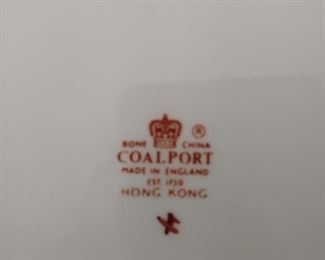 ®
BONE CHINA
COALPORT
MADE IN ENGLAND
EST. 1750
HONG KONG